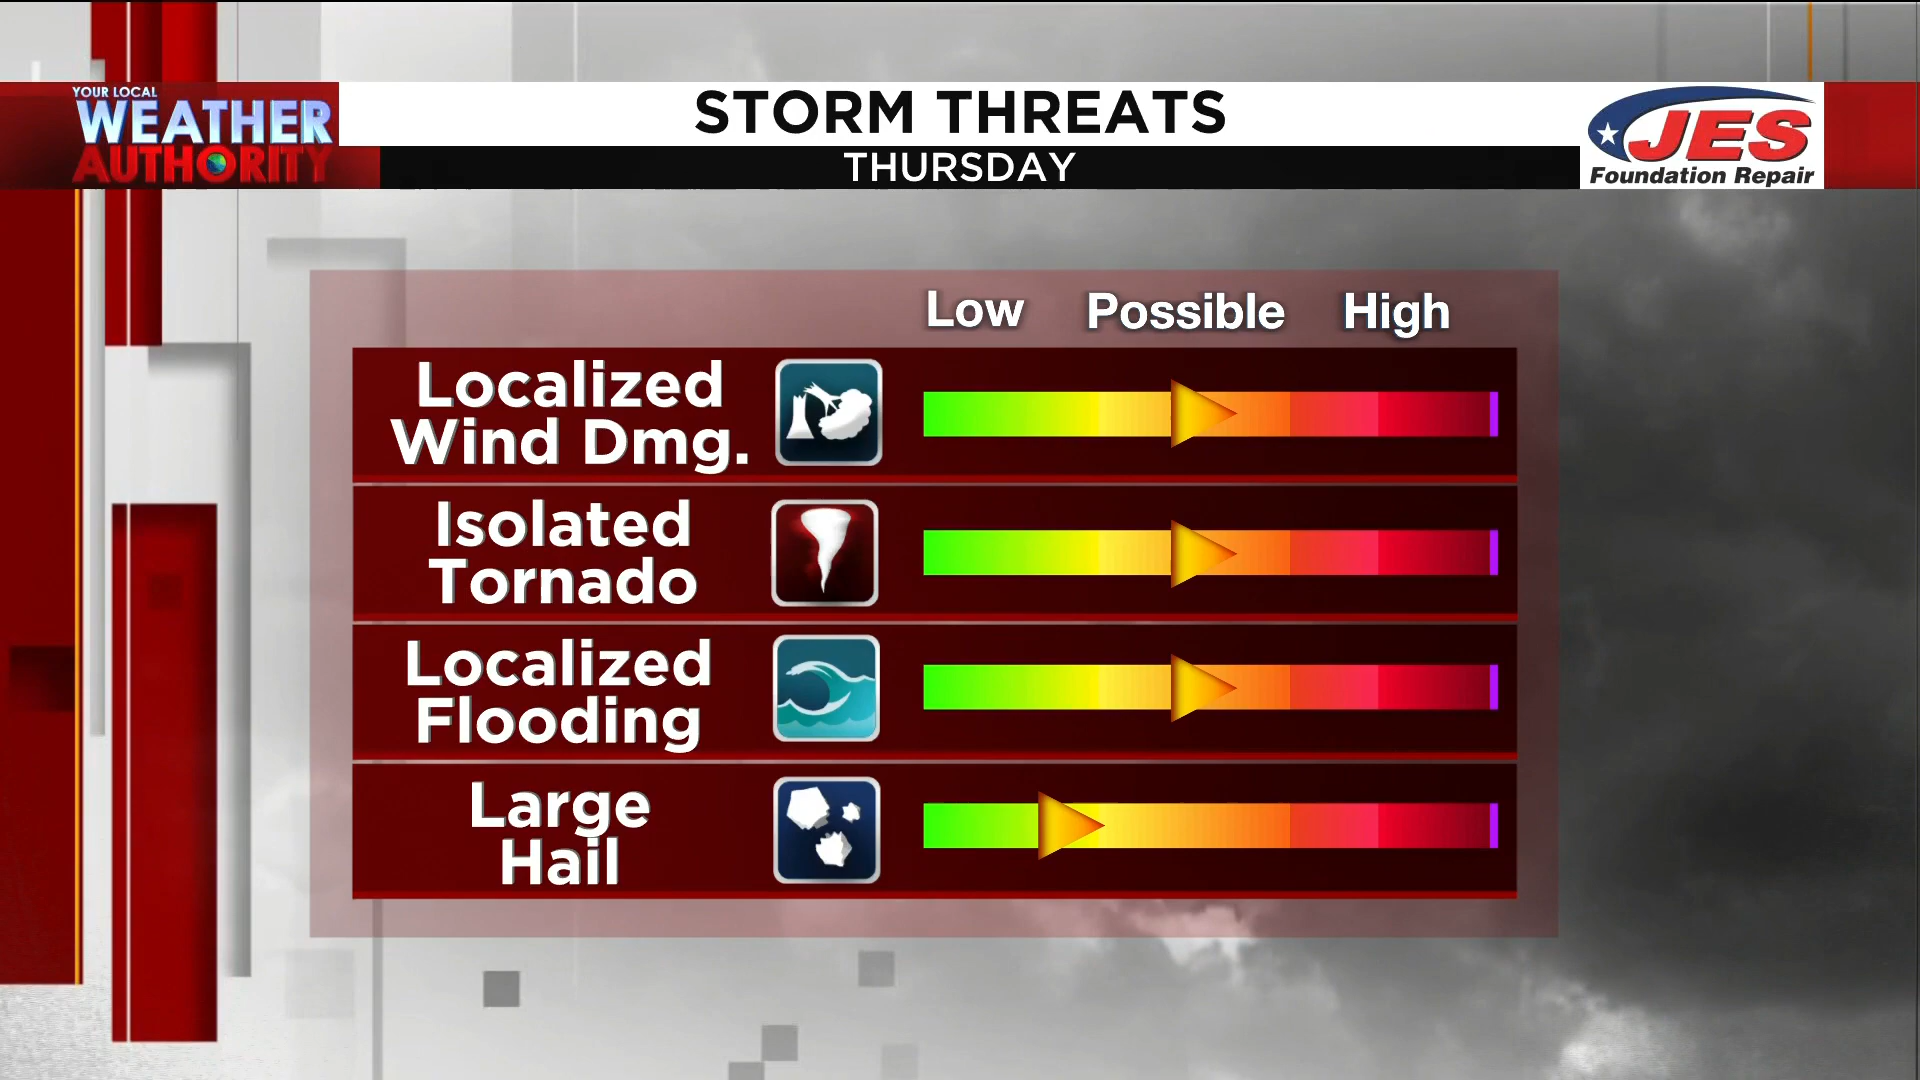 YOUR LOCAL
WEATHER
AUTHORITY
STORM THREATS
THURSDAY
JES
Foundation Repair
Low Possible High
Localized
Wind Dmg.
Isolated
Tornado
Localized
Flooding
Large
Hail